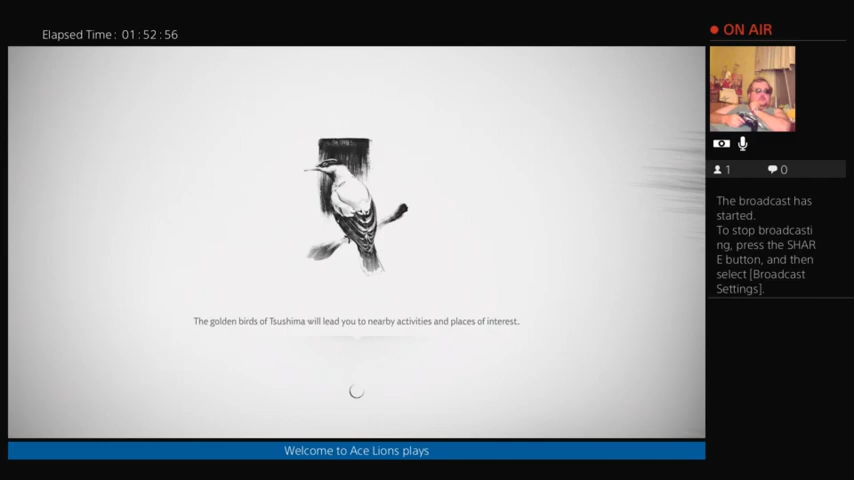 Elapsed Time : 01 : 52 : 56
ON AIR
1
0
The broadcast has
started.
To stop broadcasti
ng, press the SHAR
E button, and then
select [Broadcast
Settings].
The golden birds of Tsushima will lead you to nearby activities and places of interest.
Welcome to Ace Lions plays